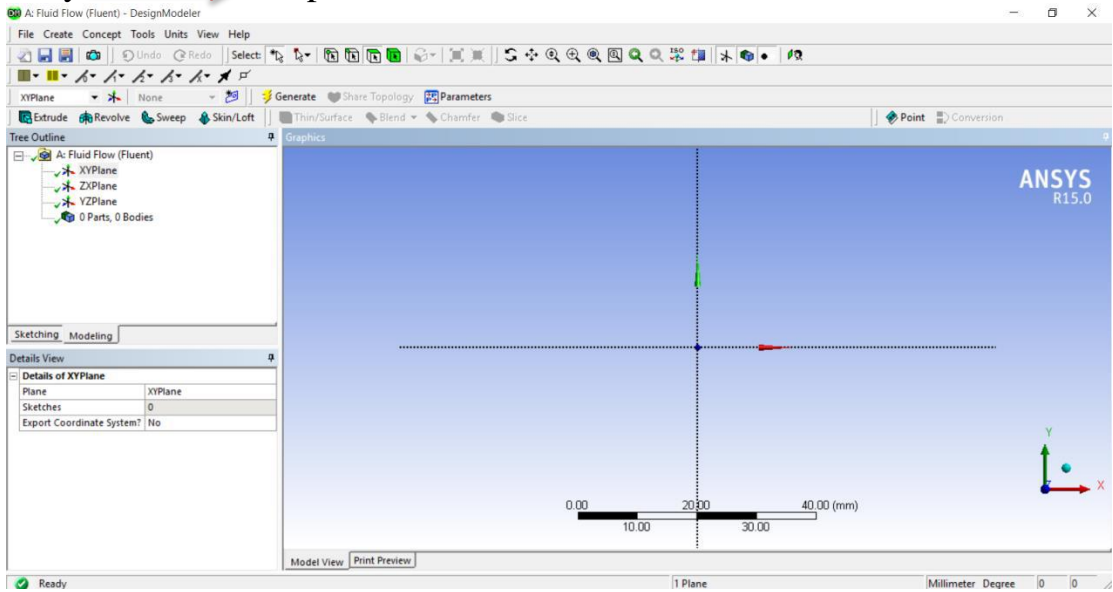 A: Fluid Flow (Fluent) - DesignModeler
File Create Concept Tools Units View Help
Undo Redo Select:
XYPlane None Generate Share Topology Parameters
Extrude Revolve Sweep Skin/Loft Thin/Surface Blend Chamfer Slice Point Conversion
Tree Outline
Graphics
A: Fluid Flow (Fluent)
XYPlane
ZXPlane
YZPlane
0 Parts, 0 Bodies
ANSYS
R15.0
Sketching Modeling
Details View
Details of XYPlane
Plane XYPlane
Sketches 0
Export Coordinate System? No
Y
X
Z
0.00 20.00 40.00 (mm)
10.00 30.00
Model View Print Preview
Ready 1 Plane Millimeter Degree 0 0